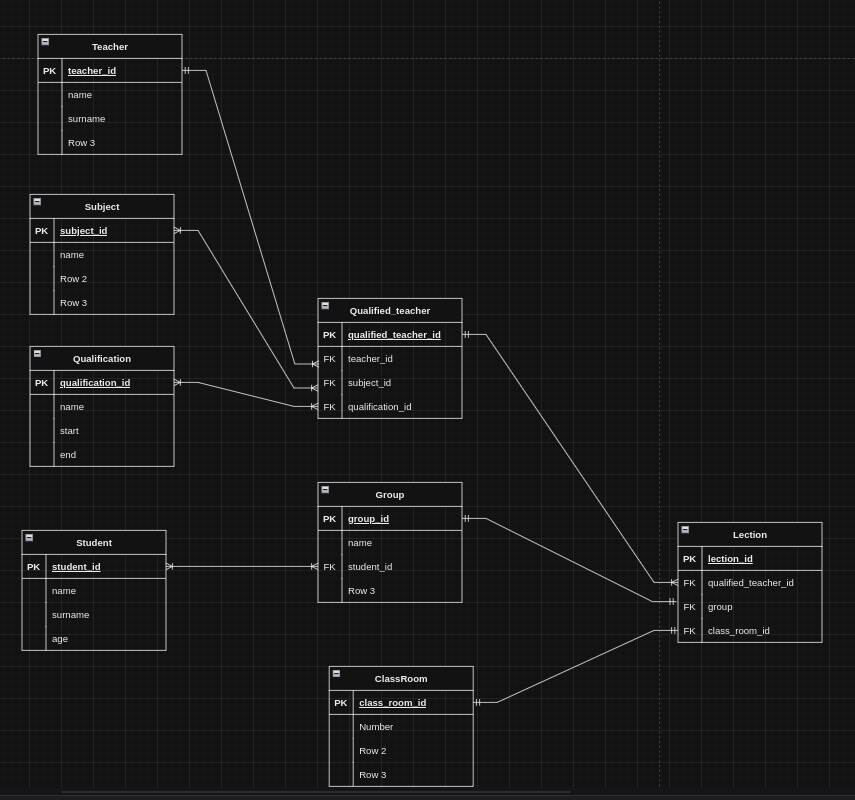 Teacher
PK teacher_id
name
surname
Row 3
Subject
PK subject_id
name
Row 2
Row 3
Qualification
PK qualification_id
name
start
end
Student
PK student_id
name
surname
age
Qualified_teacher
PK qualified_teacher_id
FK teacher_id
FK subject_id
FK qualification_id
Group
PK group_id
name
FK student_id
Row 3
ClassRoom
PK class_room_id
Number
Row 2
Row 3
Lection
PK lection_id
FK qualified_teacher_id
FK group
FK class_room_id